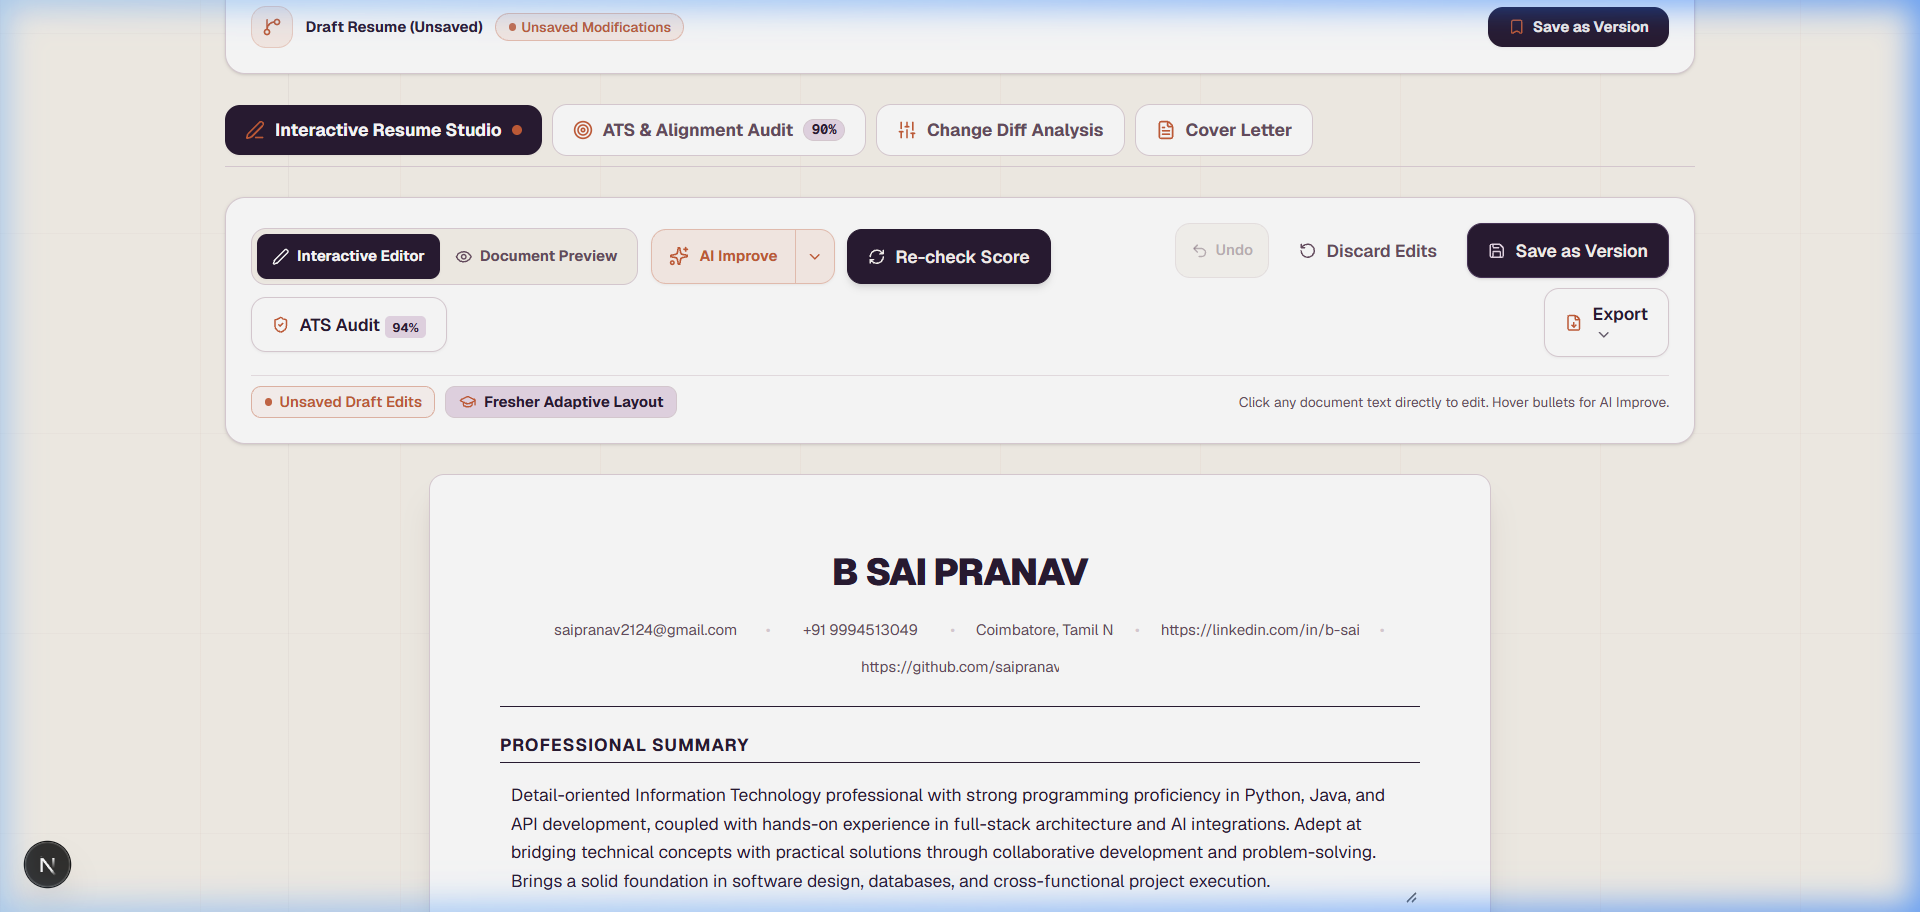 Draft Resume (Unsaved) Unsaved Modifications Save as Version
Interactive Resume Studio ATS & Alignment Audit 90% Change Diff Analysis Cover Letter
Interactive Editor Document Preview AI Improve Re-check Score Undo Discard Edits Save as Version
ATS Audit 94% Export
Unsaved Draft Edits Fresher Adaptive Layout Click any document text directly to edit. Hover bullets for AI Improve.
B SAI PRANAV
saipranav2124@gmail.com • +91 9994513049 • Coimbatore, Tamil N • https://linkedin.com/in/b-sai •
https://github.com/saipranav
PROFESSIONAL SUMMARY
Detail-oriented Information Technology professional with strong programming proficiency in Python, Java, and
API development, coupled with hands-on experience in full-stack architecture and AI integrations. Adept at
bridging technical concepts with practical solutions through collaborative development and problem-solving.
Brings a solid foundation in software design, databases, and cross-functional project execution.
N